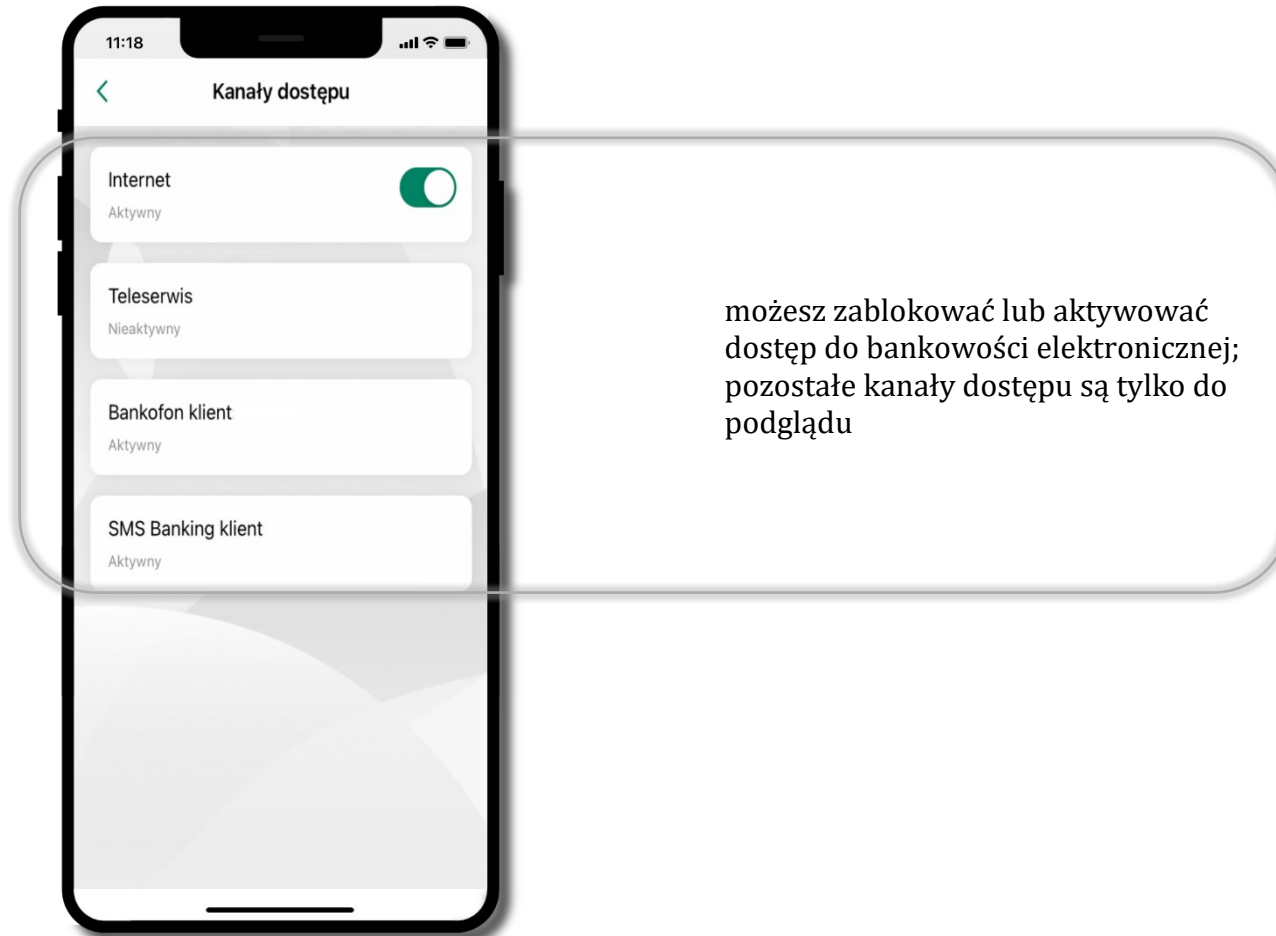 11:18
Kanały dostępu
Internet
Aktywny
Teleserwis
Nieaktywny
Bankofon klient
Aktywny
SMS Banking klient
Aktywny
możesz zablokować lub aktywować
dostęp do bankowości elektronicznej;
pozostałe kanały dostępu są tylko do
podglądu